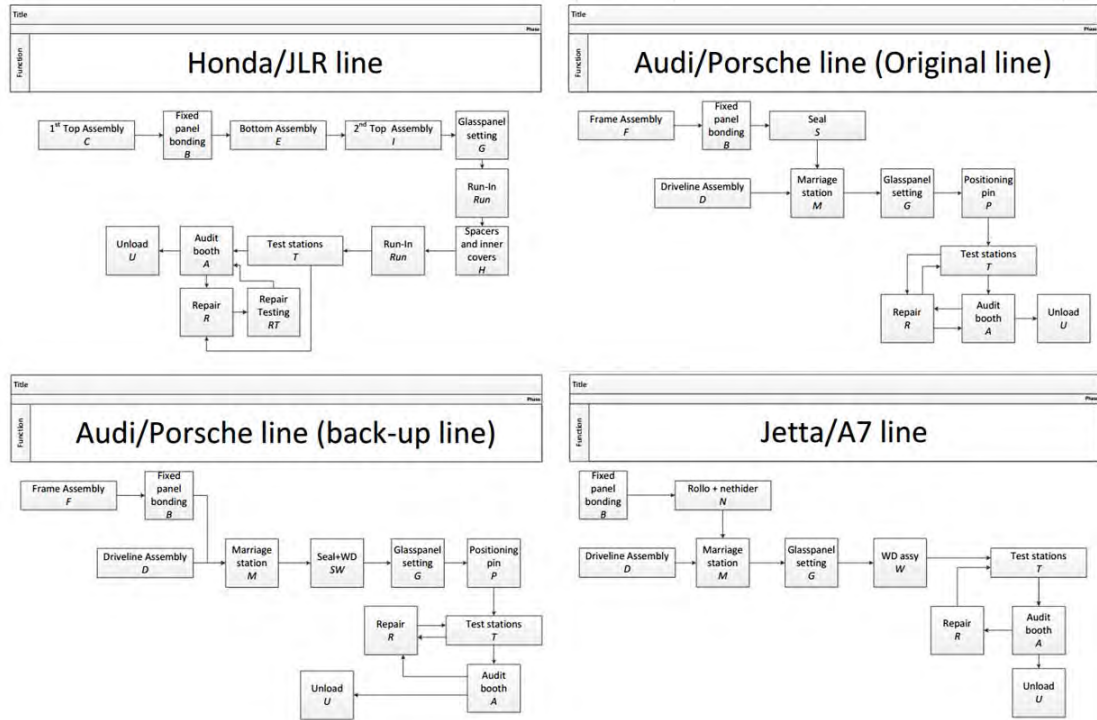 Title
Phase
Function
Honda/JLR line
1st Top Assembly
C
Fixed
panel
bonding
B
Bottom Assembly
E
2nd Top Assembly
I
Glasspanel
setting
G
Run-In
Run
Spacers
and inner
covers
H
Run-In
Run
Test stations
T
Audit
booth
A
Unload
U
Repair
R
Repair
Testing
RT
Title
Phase
Function
Audi/Porsche line (Original line)
Frame Assembly
F
Fixed
panel
bonding
B
Seal
S
Driveline Assembly
D
Marriage
station
M
Glasspanel
setting
G
Positioning
pin
P
Test stations
T
Repair
R
Audit
booth
A
Unload
U
Title
Phase
Function
Audi/Porsche line (back-up line)
Frame Assembly
F
Fixed
panel
bonding
B
Driveline Assembly
D
Marriage
station
M
Seal+WD
SW
Glasspanel
setting
G
Positioning
pin
P
Repair
R
Test stations
T
Unload
U
Audit
booth
A
Title
Phase
Function
Jetta/A7 line
Fixed
panel
bonding
B
Rollo + nethider
N
Driveline Assembly
D
Marriage
station
M
Glasspanel
setting
G
WD assy
W
Test stations
T
Repair
R
Audit
booth
A
Unload
U